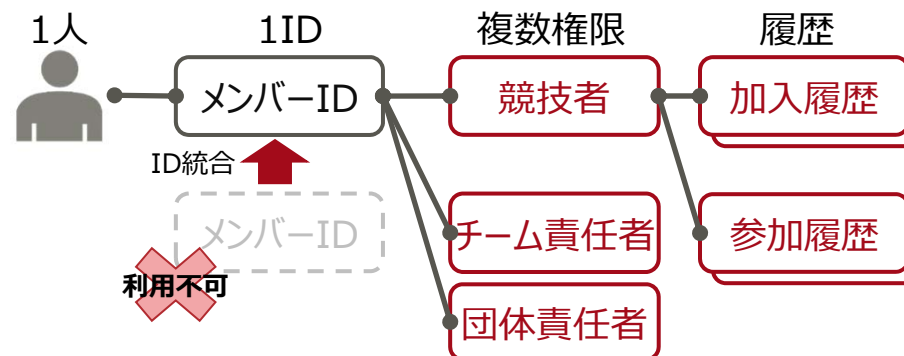 1人
1ID
複数権限
履歴
メンバーID
競技者
加入履歴
ID統合
メンバーID
チーム責任者
参加履歴
利用不可
団体責任者